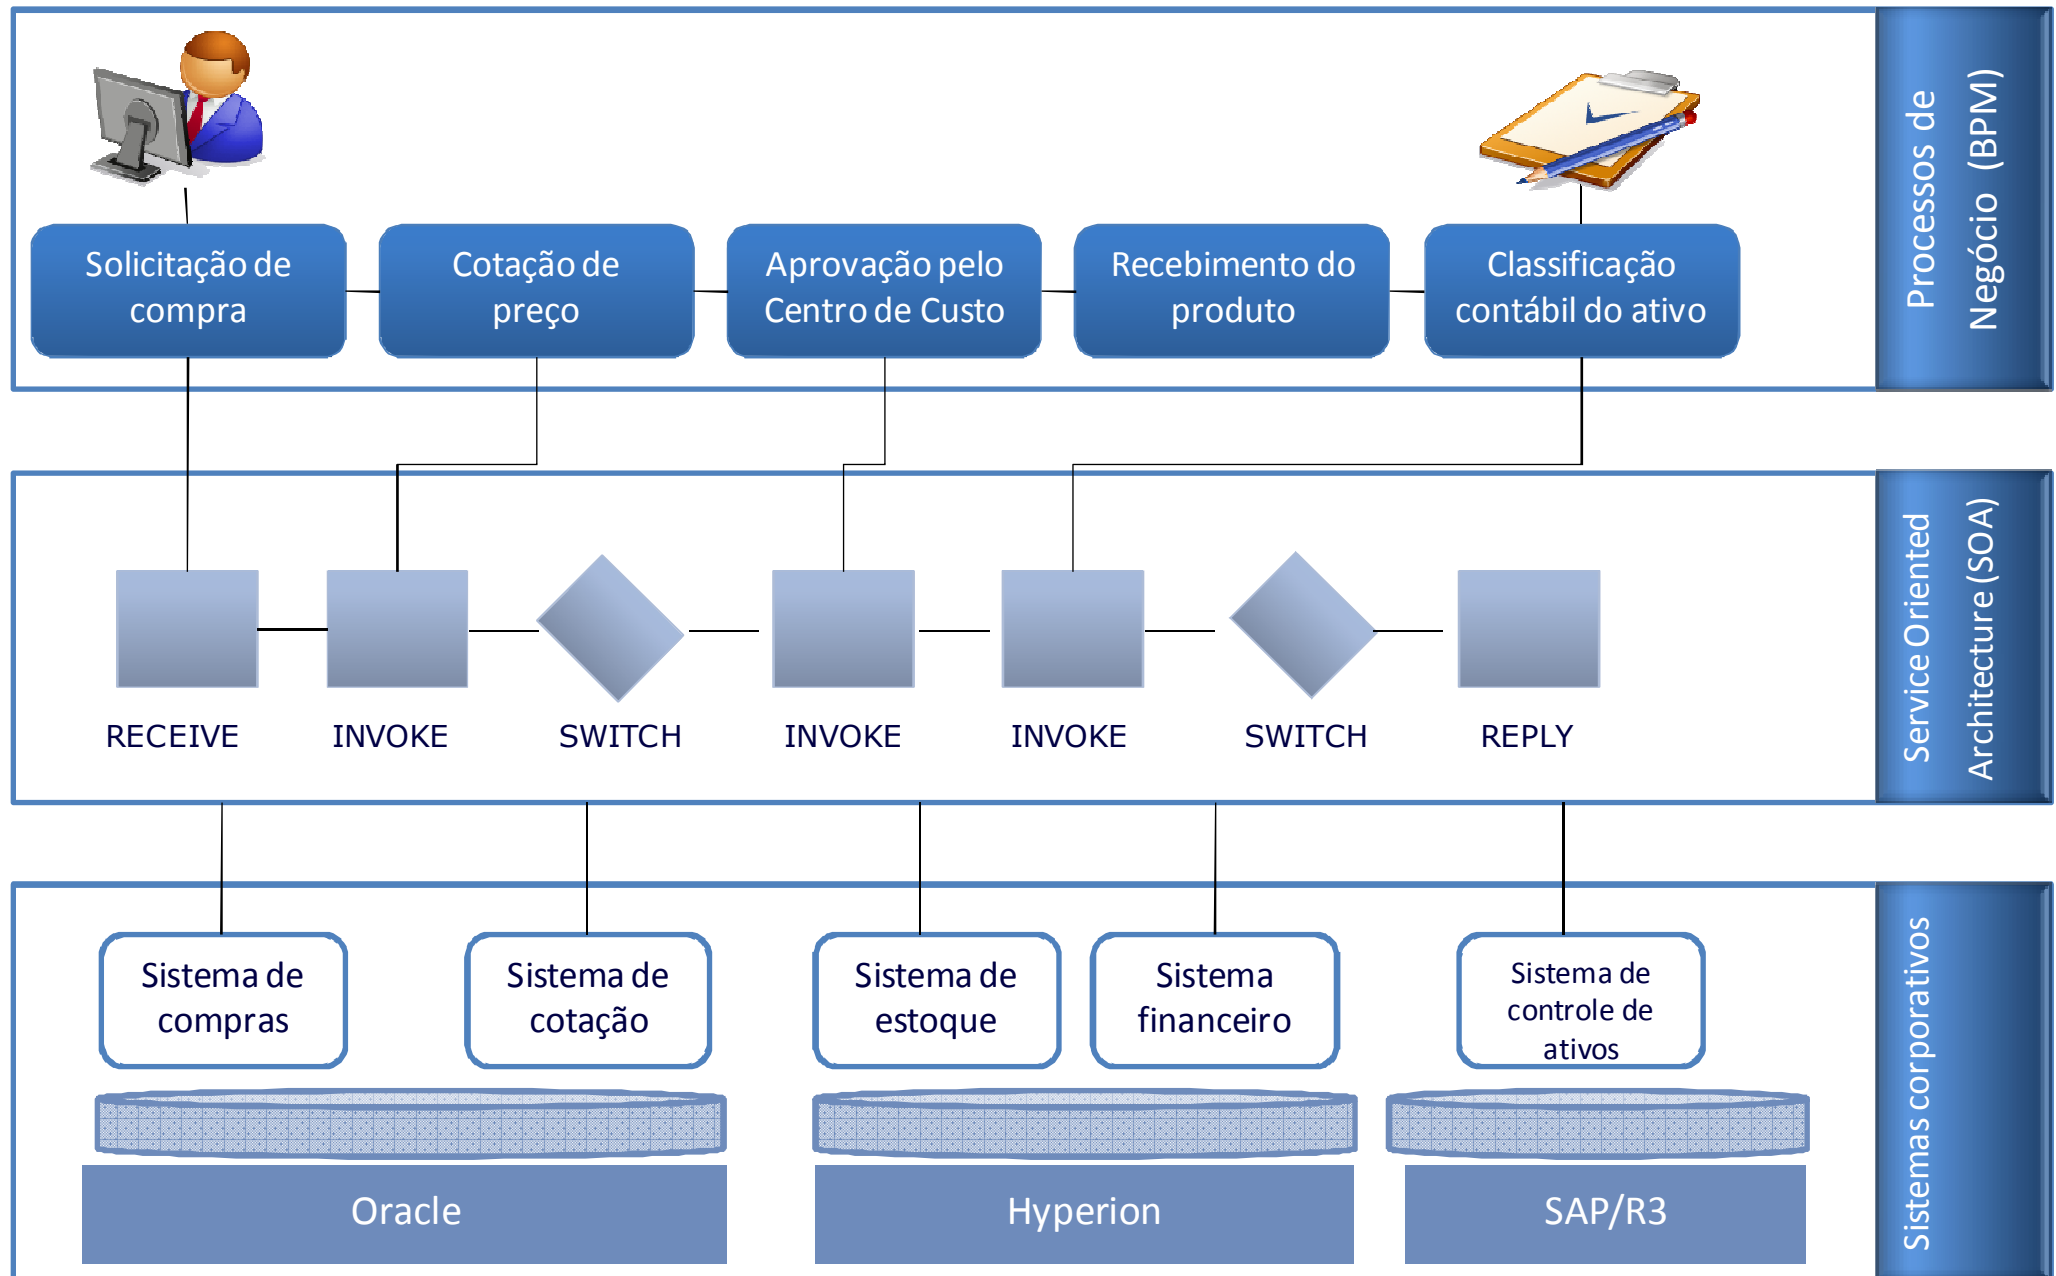 Solicitação de
compra
Cotação de
preço
Aprovação pelo
Centro de Custo
Recebimento do
produto
Classificação
contábil do ativo
Processos de
Negócio (BPM)
RECEIVE
INVOKE
SWITCH
INVOKE
INVOKE
SWITCH
REPLY
Service Oriented
Architecture (SOA)
Sistema de
compras
Sistema de
cotação
Sistema de
estoque
Sistema
financeiro
Sistema de
controle de
ativos
Oracle
Hyperion
SAP/R3
Sistemas corporativos